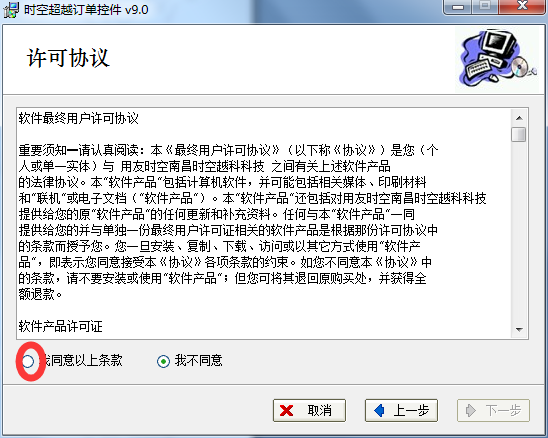 时空超越订单控件 v9.0
许可协议
软件最终用户许可协议
重要须知—请认真阅读：本《最终用户许可协议》（以下称《协议》）是您（个
人或单一实体）与 用友时空南昌时空越科科技 之间有关上述软件产品
的法律协议。本“软件产品”包括计算机软件，并可能包括相关媒体、印刷材料
和“联机”或电子文档（“软件产品”）。本“软件产品”还包括对用友时空南昌时空越科科技
提供给您的原“软件产品”的任何更新和补充资料。任何与本“软件产品”一同
提供给您的并与单独一份最终用户许可证相关的软件产品是根据那份许可协议中
的条款而授予您。您一旦安装、复制、下载、访问或以其它方式使用“软件产
品”，即表示您同意接受本《协议》各项条款的约束。如您不同意本《协议》中
的条款，请不要安装或使用“软件产品”；但您可将其退回原购买处，并获得全
额退款。
软件产品许可证
我同意以上条款 我不同意
取消 上一步 下一步